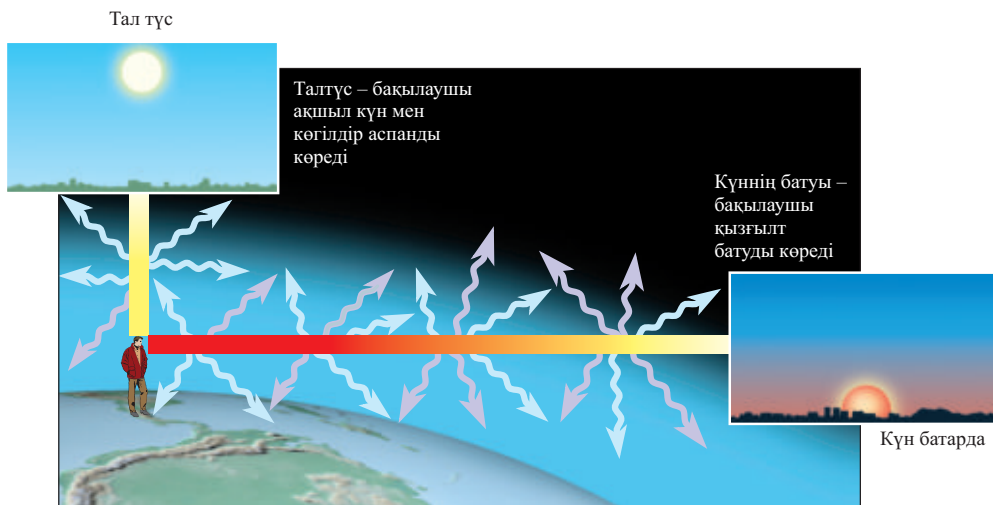 Тал түс
Талтүс – бақылаушы
ақшыл күн мен
көгілдір аспанды
көреді
Күннің батуы –
бақылаушы
қызғылт
батуды көреді
Күн батарда